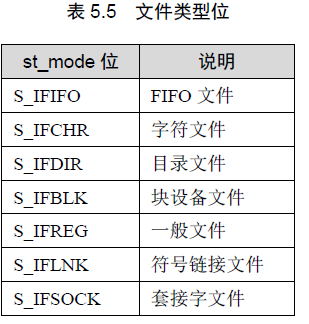 表 5.5 文件类型位
st_mode 位 说明
S_IFIFO FIFO 文件
S_IFCHR 字符文件
S_IFDIR 目录文件
S_IFBLK 块设备文件
S_IFREG 一般文件
S_IFLNK 符号链接文件
S_IFSOCK 套接字文件